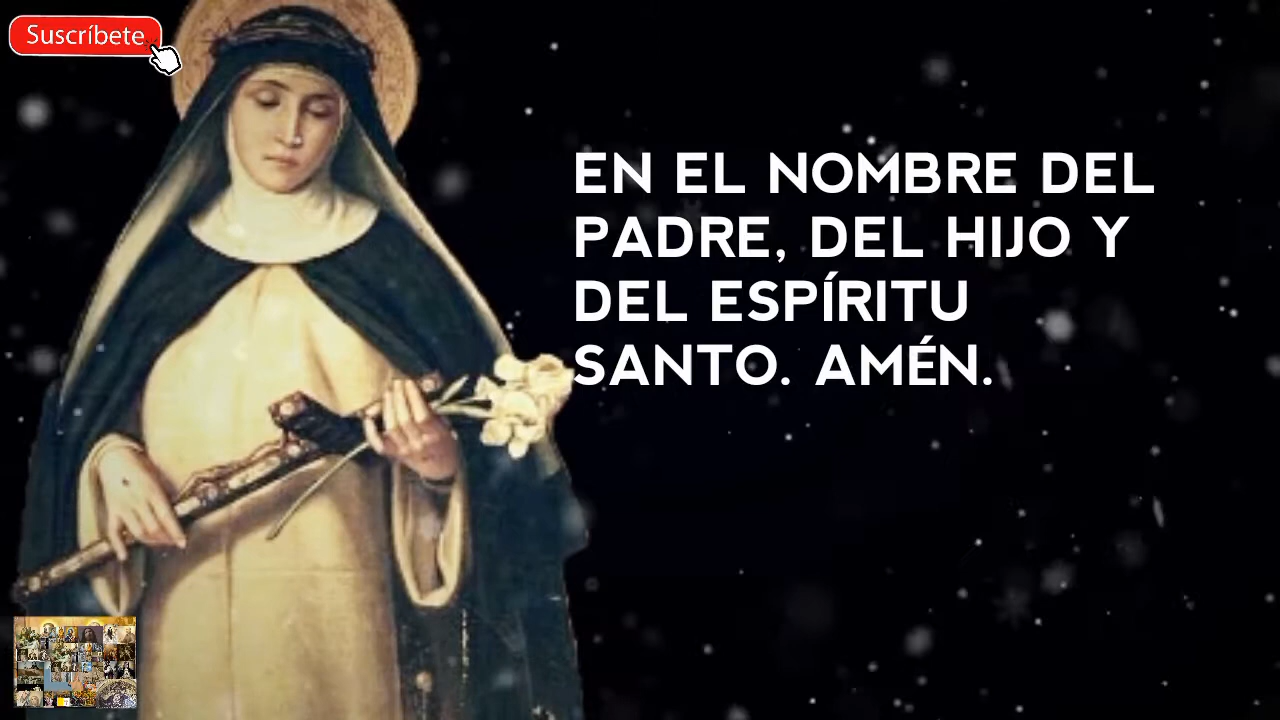 Suscríbete
EN EL NOMBRE DEL
PADRE, DEL HIJO Y
DEL ESPÍRITU
SANTO. AMÉN.